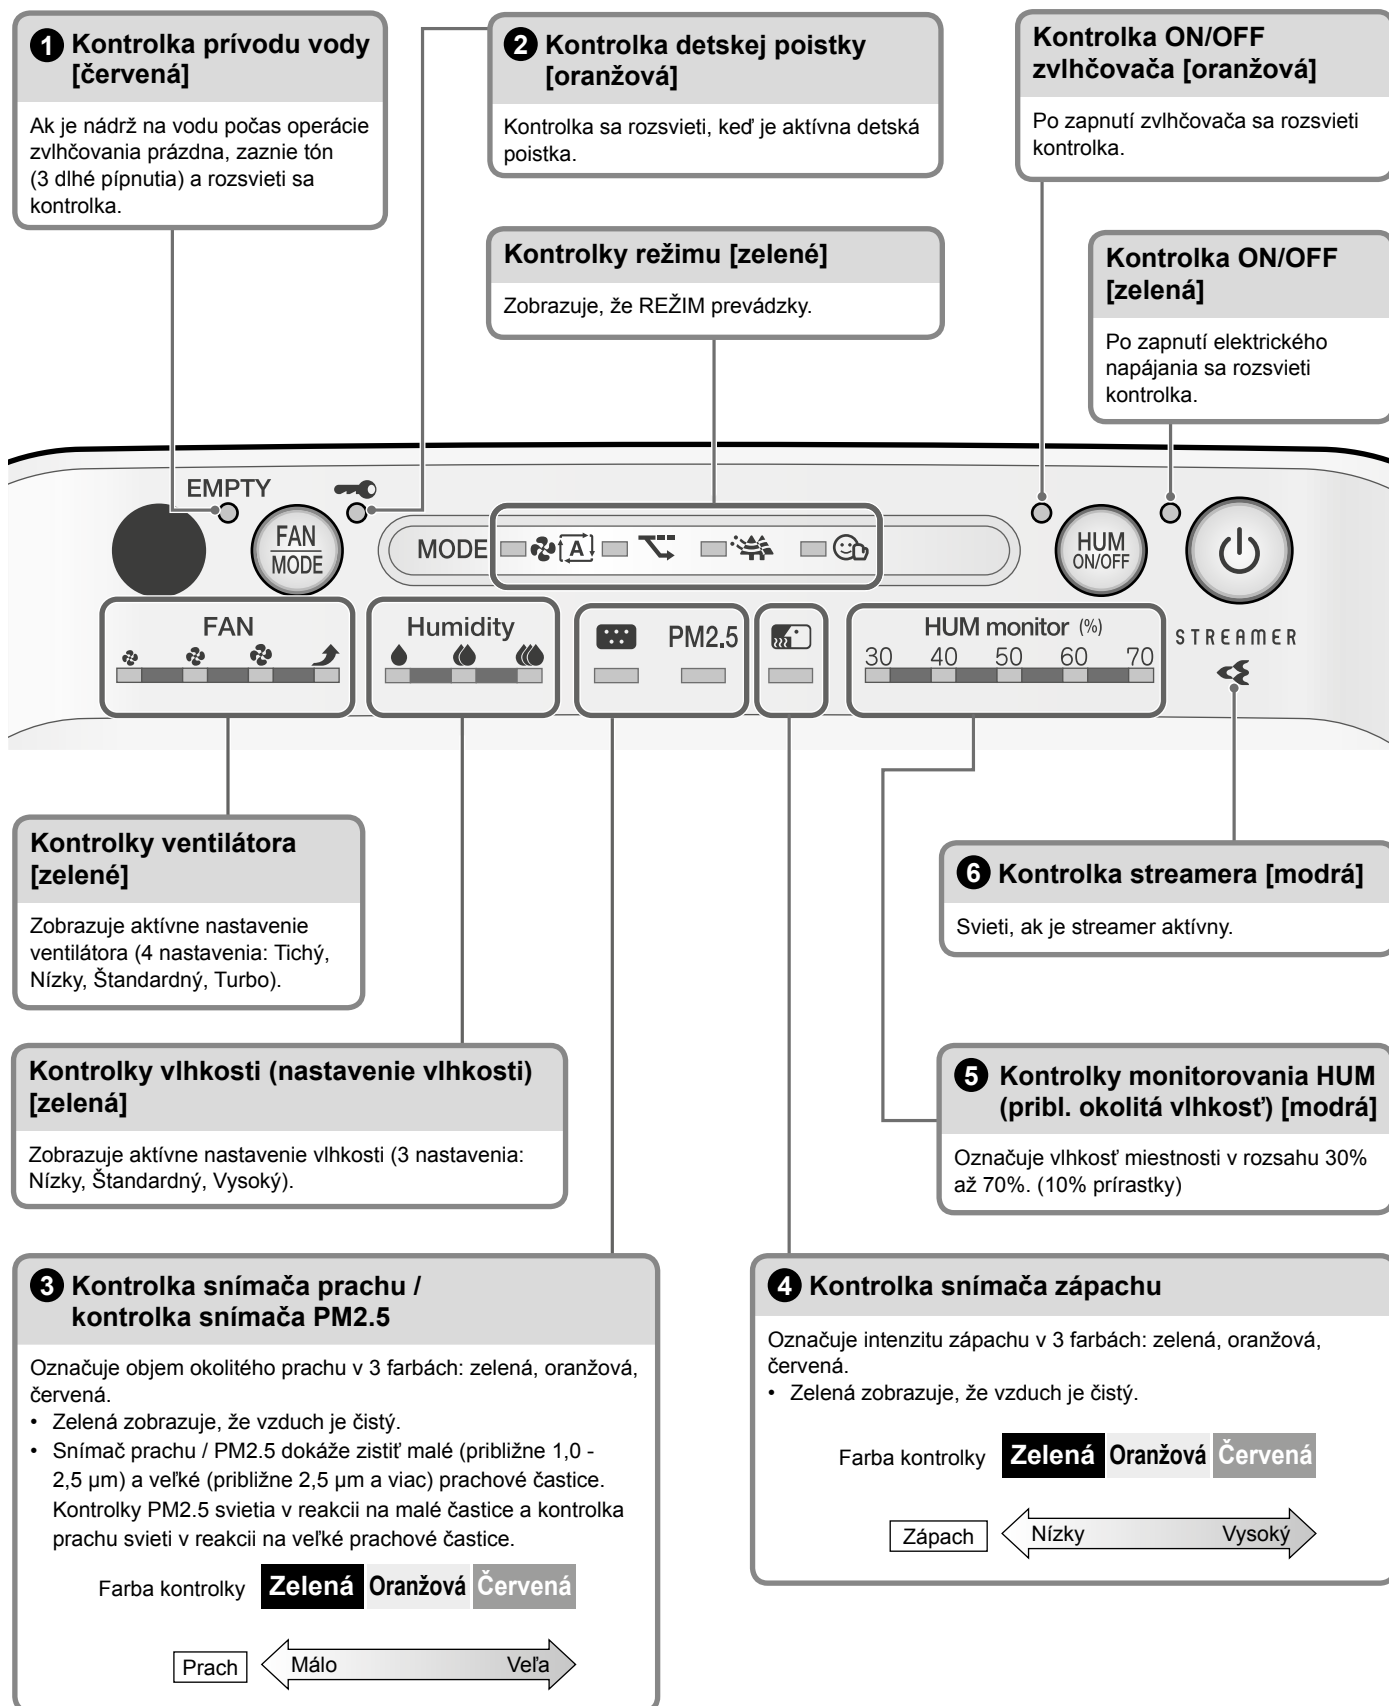 1 Kontrolka prívodu vody
[červená]
Ak je nádrž na vodu počas operácie
zvlhčovania prázdna, zaznie tón
(3 dlhé pípnutia) a rozsvieti sa
kontrolka.
2 Kontrolka detskej poistky
[oranžová]
Kontrolka sa rozsvieti, keď je aktívna detská
poistka.
Kontrolka ON/OFF
zvlhčovača [oranžová]
Po zapnutí zvlhčovača sa rozsvieti
kontrolka.
Kontrolky režimu [zelené]
Zobrazuje, že REŽIM prevádzky.
Kontrolka ON/OFF
[zelená]
Po zapnutí elektrického
napájania sa rozsvieti
kontrolka.
EMPTY
FAN
MODE
MODE
A
HUM
ON/OFF
FAN
Humidity
PM2.5
HUM monitor (%)
30 40 50 60 70
STREAMER
Kontrolky ventilátora
[zelené]
Zobrazuje aktívne nastavenie
ventilátora (4 nastavenia: Tichý,
Nízky, Štandardný, Turbo).
6 Kontrolka streamera [modrá]
Svieti, ak je streamer aktívny.
Kontrolky vlhkosti (nastavenie vlhkosti)
[zelená]
Zobrazuje aktívne nastavenie vlhkosti (3 nastavenia:
Nízky, Štandardný, Vysoký).
5 Kontrolky monitorovania HUM
(pribl. okolitá vlhkosť) [modrá]
Označuje vlhkosť miestnosti v rozsahu 30%
až 70%. (10% prírastky)
3 Kontrolka snímača prachu /
kontrolka snímača PM2.5
Označuje objem okolitého prachu v 3 farbách: zelená, oranžová,
červená.
• Zelená zobrazuje, že vzduch je čistý.
• Snímač prachu / PM2.5 dokáže zistiť malé (približne 1,0 -
2,5 µm) a veľké (približne 2,5 µm a viac) prachové častice.
Kontrolky PM2.5 svietia v reakcii na malé častice a kontrolka
prachu svieti v reakcii na veľké prachové častice.
Farba kontrolky Zelená Oranžová Červená
Prach Málo Veľa
4 Kontrolka snímača zápachu
Označuje intenzitu zápachu v 3 farbách: zelená, oranžová,
červená.
• Zelená zobrazuje, že vzduch je čistý.
Farba kontrolky Zelená Oranžová Červená
Zápach Nízky Vysoký